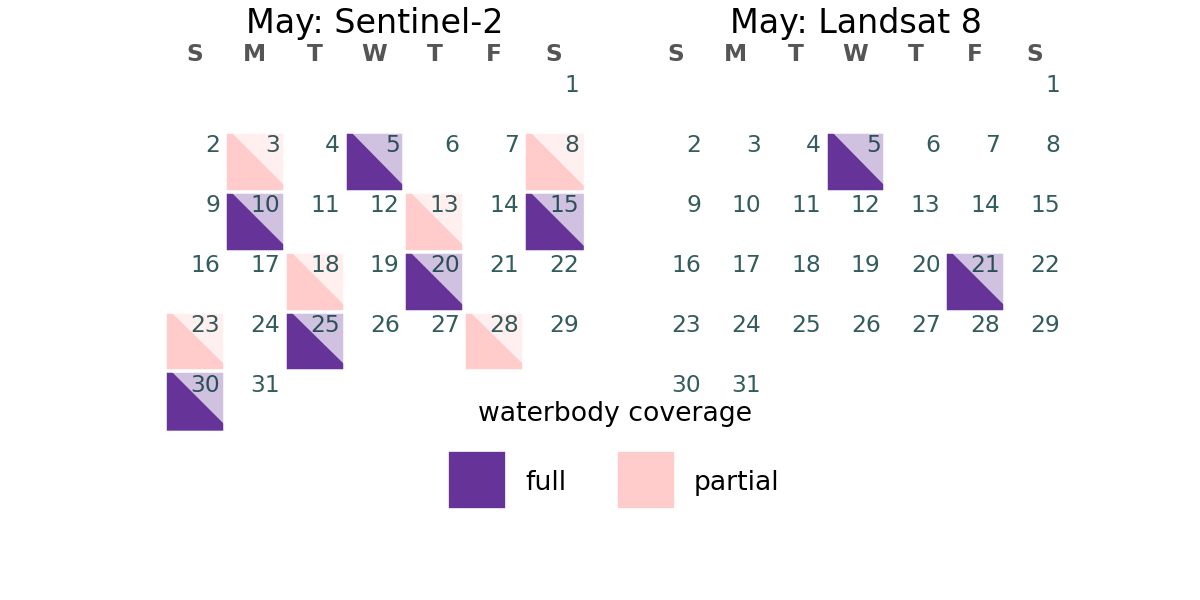 May: Sentinel-2
S M T W T F S
1
2 3 4 5 6 7 8
9 10 11 12 13 14 15
16 17 18 19 20 21 22
23 24 25 26 27 28 29
30 31
May: Landsat 8
S M T W T F S
1
2 3 4 5 6 7 8
9 10 11 12 13 14 15
16 17 18 19 20 21 22
23 24 25 26 27 28 29
30 31
waterbody coverage
full
partial